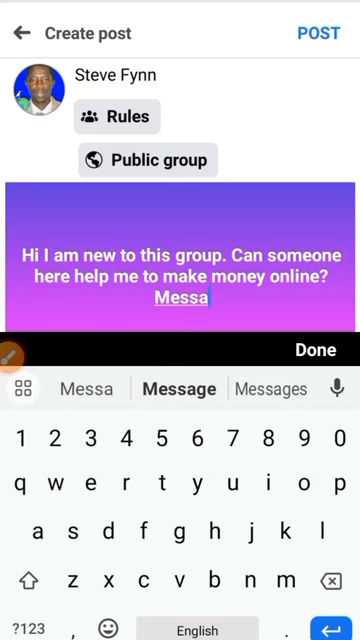 Create post
POST
Steve Fynn
Rules
Public group
Hi I am new to this group. Can someone
here help me to make money online?
Messa
Done
Messa Message Messages
1 2 3 4 5 6 7 8 9 0
q w e r t y u i o p
a s d f g h j k l
z x c v b n m
?123 , English .